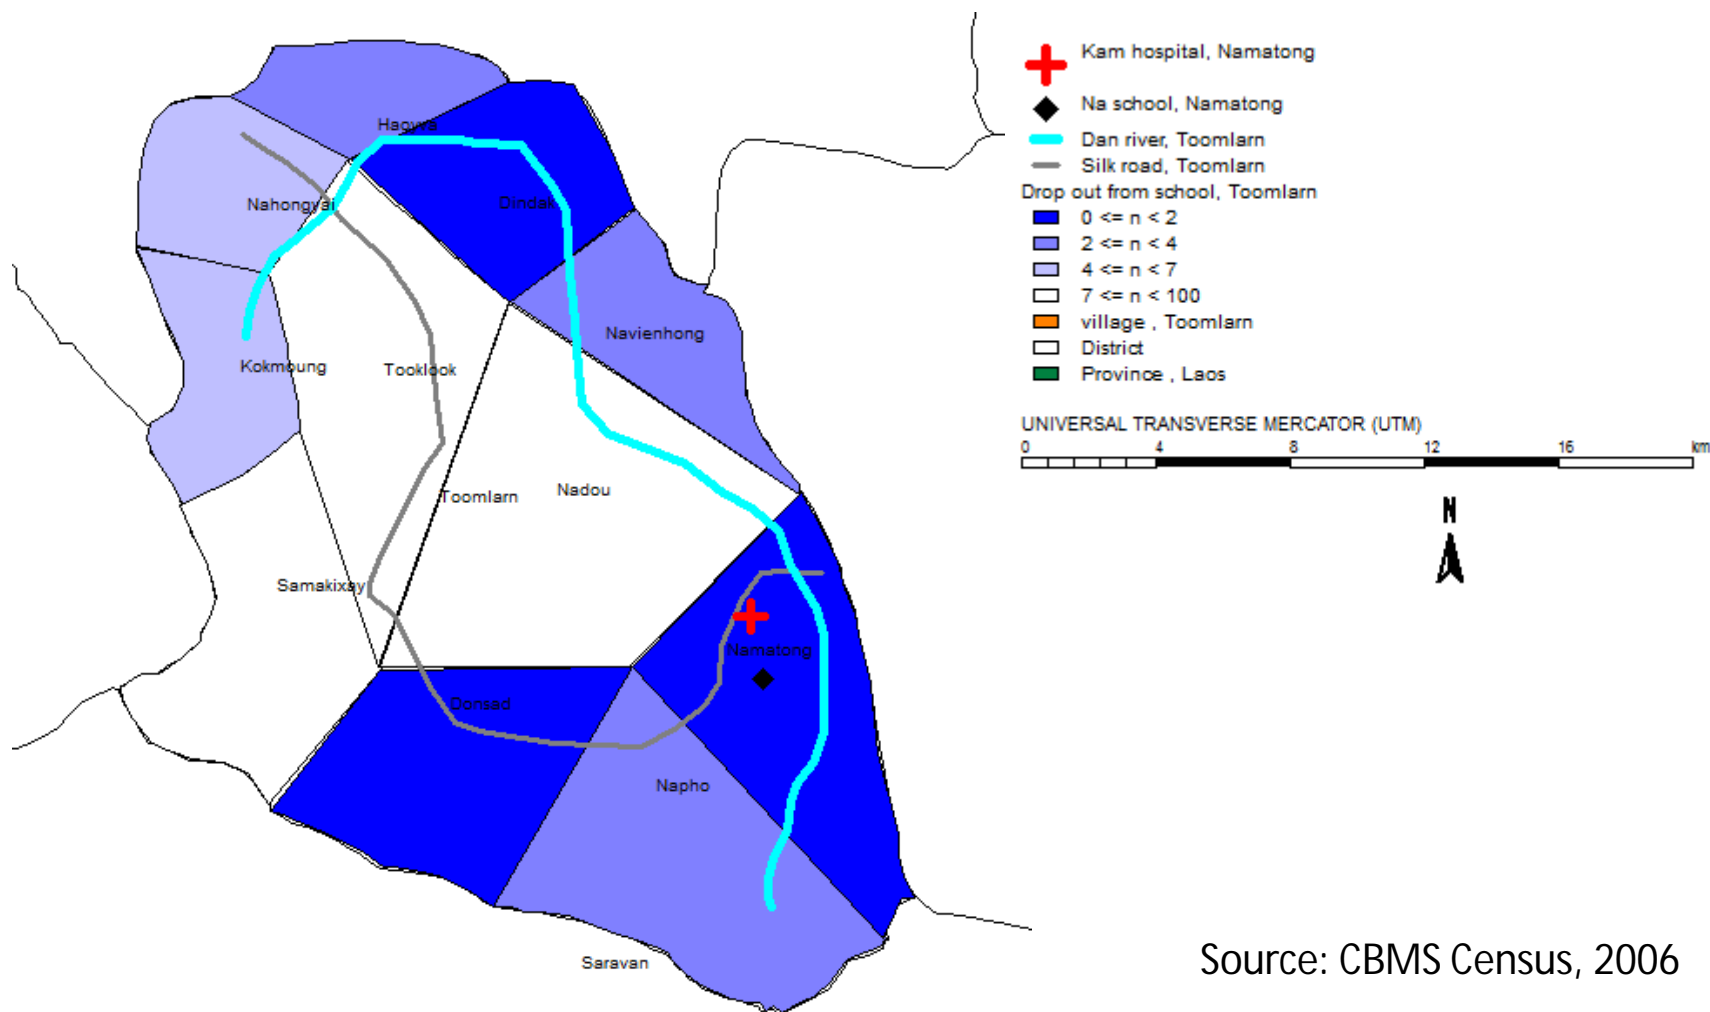 Kam hospital, Namatong
Na school, Namatong
Dan river, Toomlarn
Silk road, Toomlarn
Drop out from school, Toomlarn
0 <= n < 2
2 <= n < 4
4 <= n < 7
7 <= n < 100
village , Toomlarn
District
Province , Laos
UNIVERSAL TRANSVERSE MERCATOR (UTM)
0 4 8 12 16 km
N
Haoyva
Nahongyai
Dindak
Navienhong
Kokmoung
Tooklook
Toomlarn
Nadou
Samakixay
Namatong
Donsad
Napho
Saravan
Source: CBMS Census, 2006